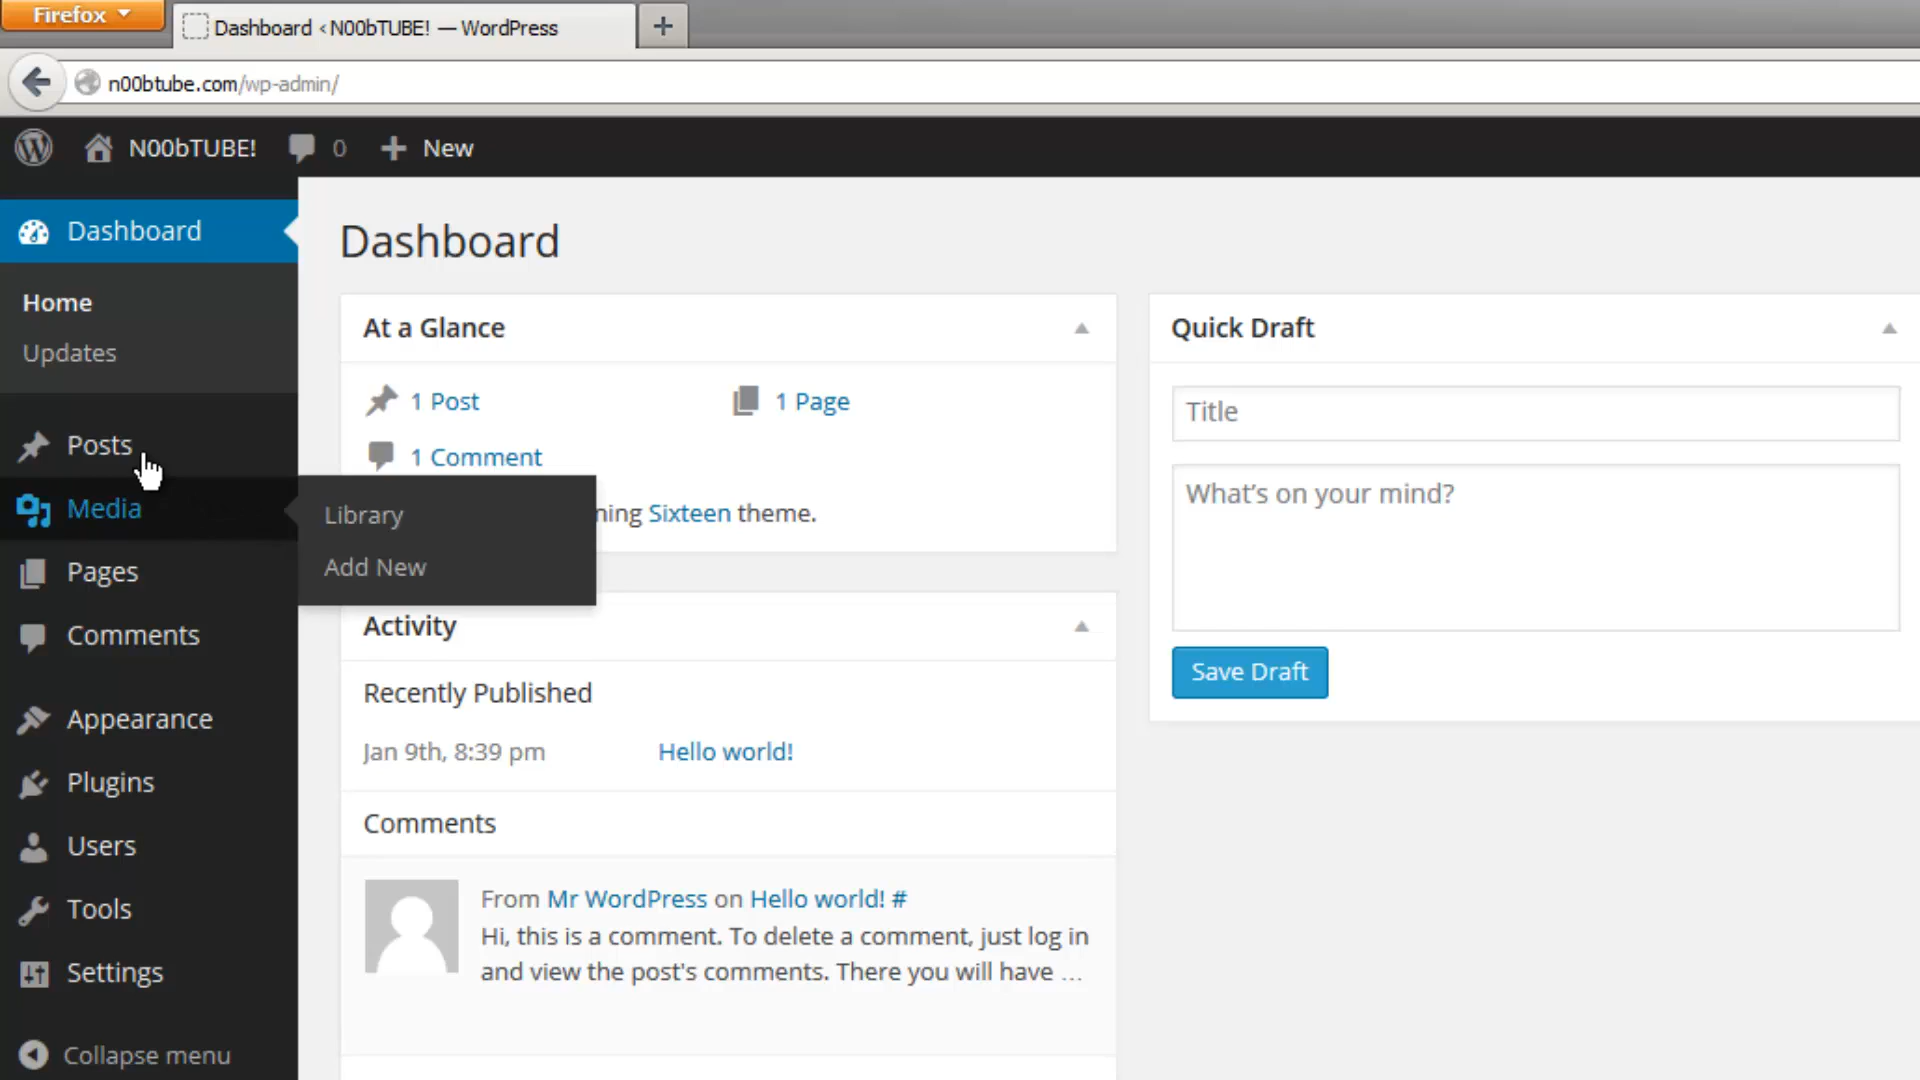 Firefox
Dashboard ‹ N00bTUBE! — WordPress
n00btube.com/wp-admin/
N00bTUBE! 0 New
Dashboard
Home
Updates
Posts
Media
Library
Add New
Pages
Comments
Appearance
Plugins
Users
Tools
Settings
Collapse menu
Dashboard
At a Glance
1 Post 1 Page
1 Comment
ning Sixteen theme.
Activity
Recently Published
Jan 9th, 8:39 pm Hello world!
Comments
From Mr WordPress on Hello world! #
Hi, this is a comment. To delete a comment, just log in
and view the post's comments. There you will have …
Quick Draft
Title
What's on your mind?
Save Draft